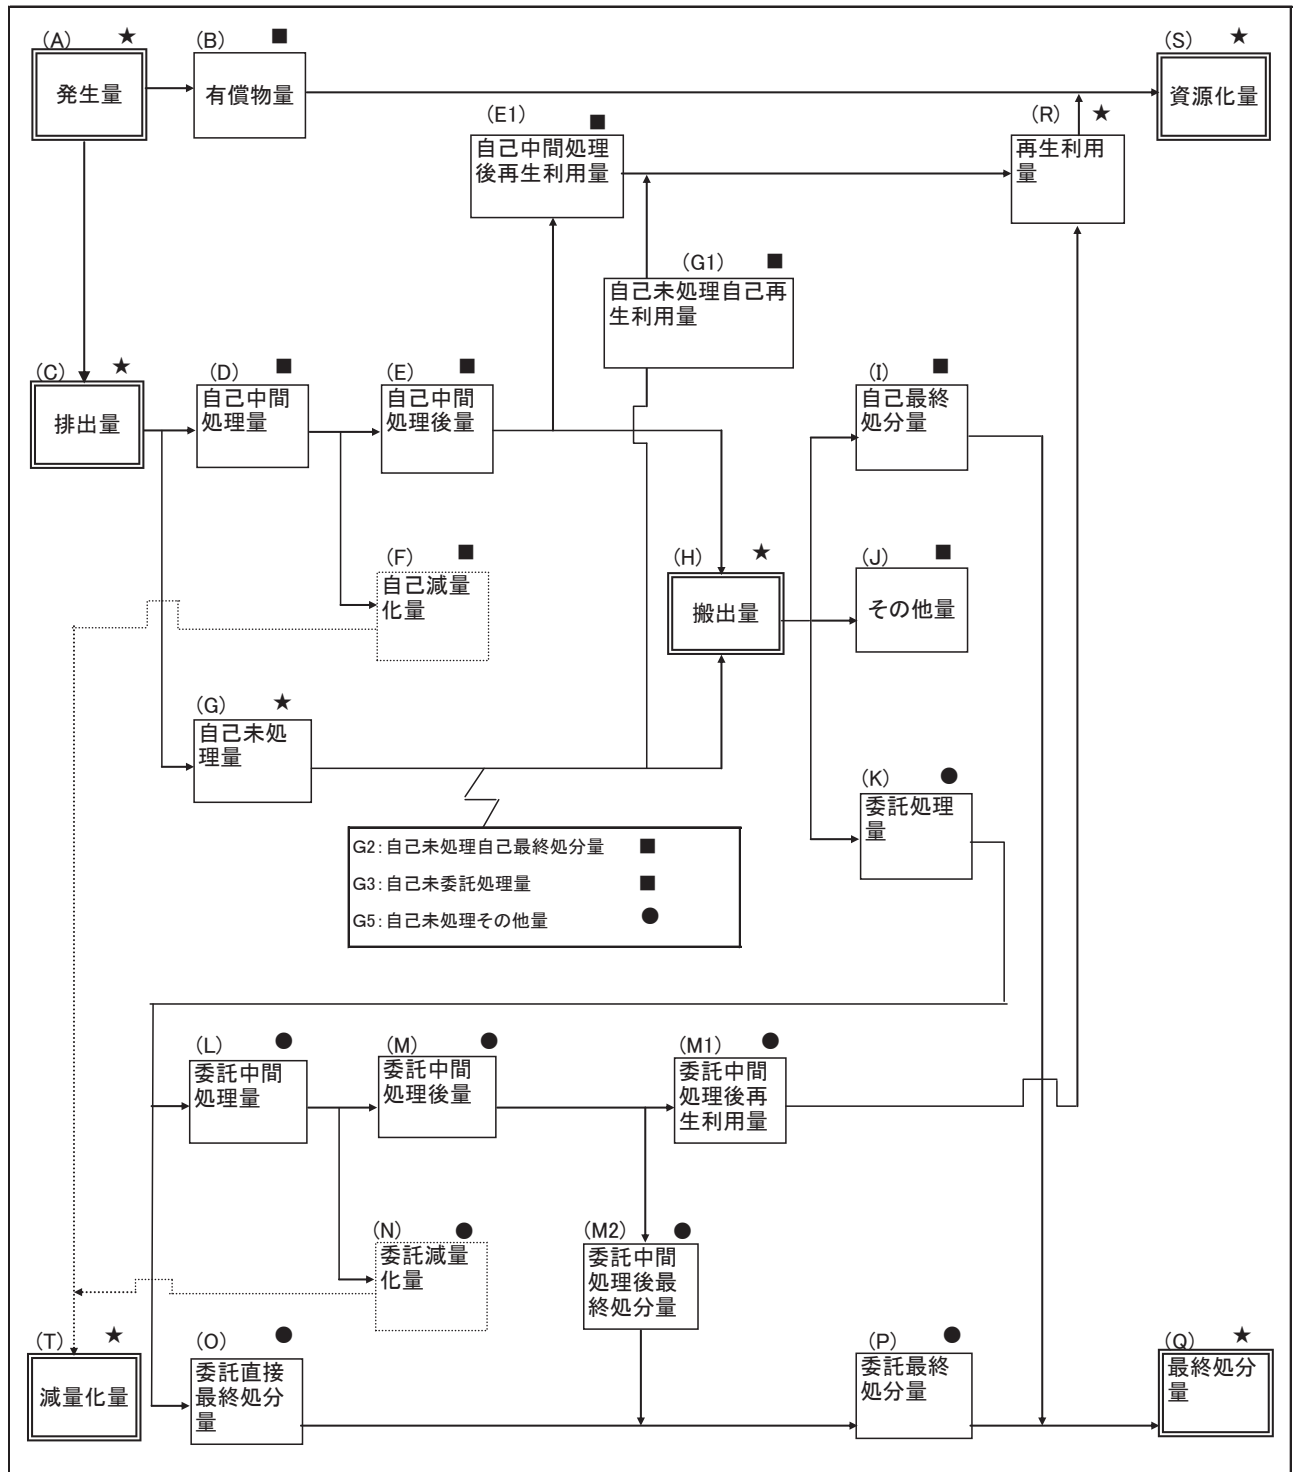 (A) ★
発生量
(B) ■
有償物量
(S) ★
資源化量
(E1) ■
自己中間処理
後再生利用量
(R) ★
再生利用
量
(G1) ■
自己未処理自己再
生利用量
(C) ★
排出量
(D) ■
自己中間
処理量
(E) ■
自己中間
処理後量
(I) ■
自己最終
処分量
(F) ■
自己減量
化量
(H) ★
搬出量
(J) ■
その他量
(G) ★
自己未処
理量
(K) ●
委託処理
量
G2:自己未処理自己最終処分量 ■
G3:自己未委託処理量 ■
G5:自己未処理その他量 ●
(L) ●
委託中間
処理量
(M) ●
委託中間
処理後量
(M1) ●
委託中間
処理後再
生利用量
(N) ●
委託減量
化量
(M2) ●
委託中間
処理後最
終処分量
(T) ★
減量化量
(O) ●
委託直接
最終処分
量
(P) ●
委託最終
処分量
(Q) ★
最終処分
量